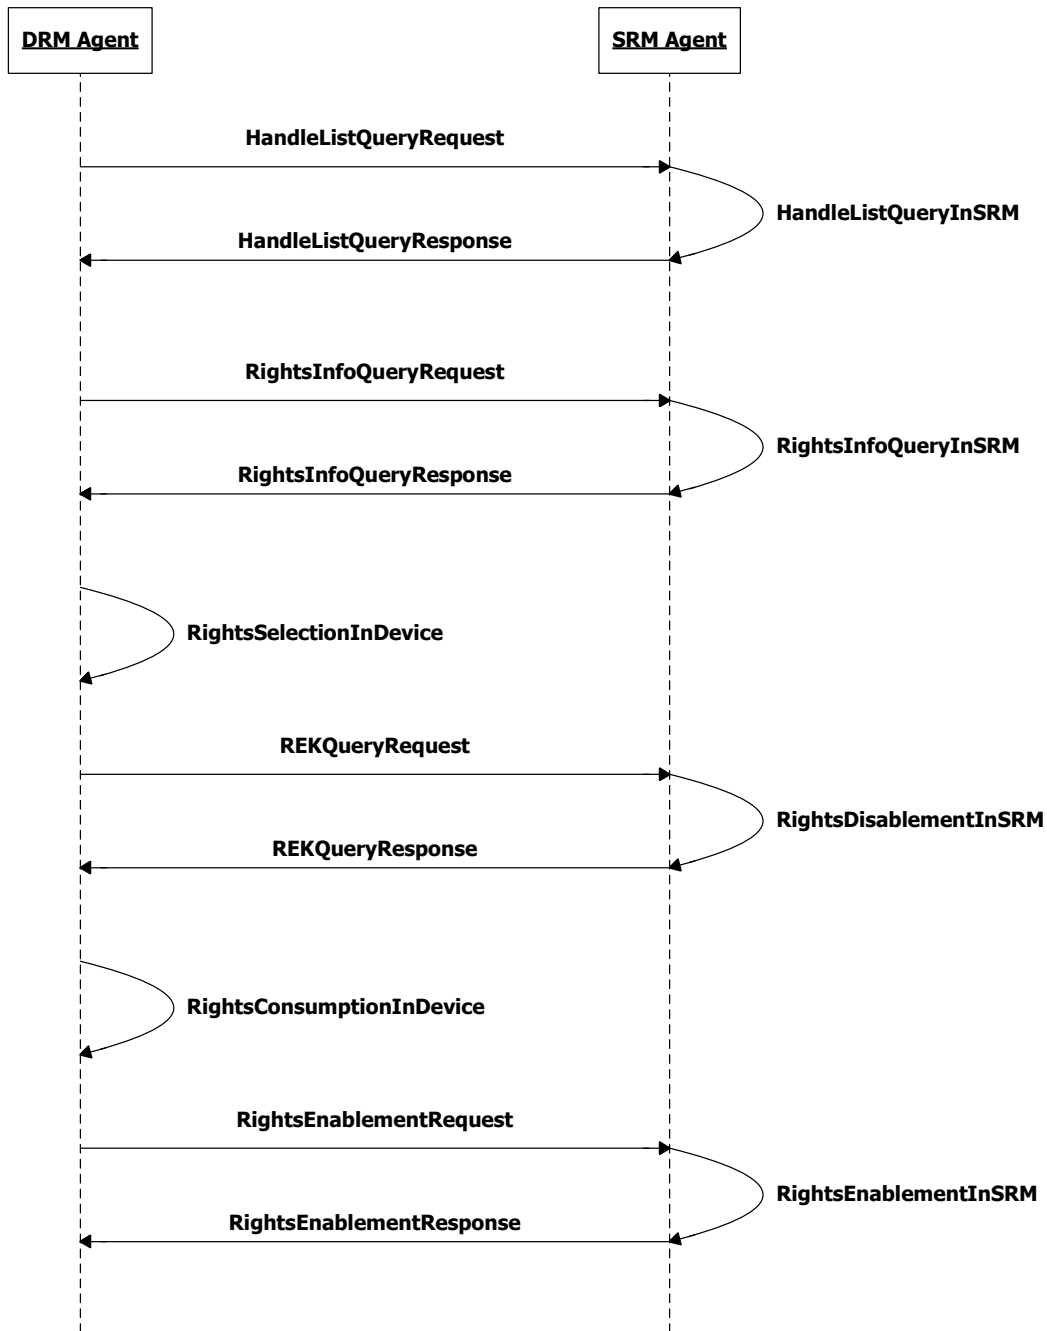 DRM Agent
SRM Agent
HandleListQueryRequest
HandleListQueryInSRM
HandleListQueryResponse
RightsInfoQueryRequest
RightsInfoQueryInSRM
RightsInfoQueryResponse
RightsSelectionInDevice
REKQueryRequest
RightsDisablementInSRM
REKQueryResponse
RightsConsumptionInDevice
RightsEnablementRequest
RightsEnablementInSRM
RightsEnablementResponse